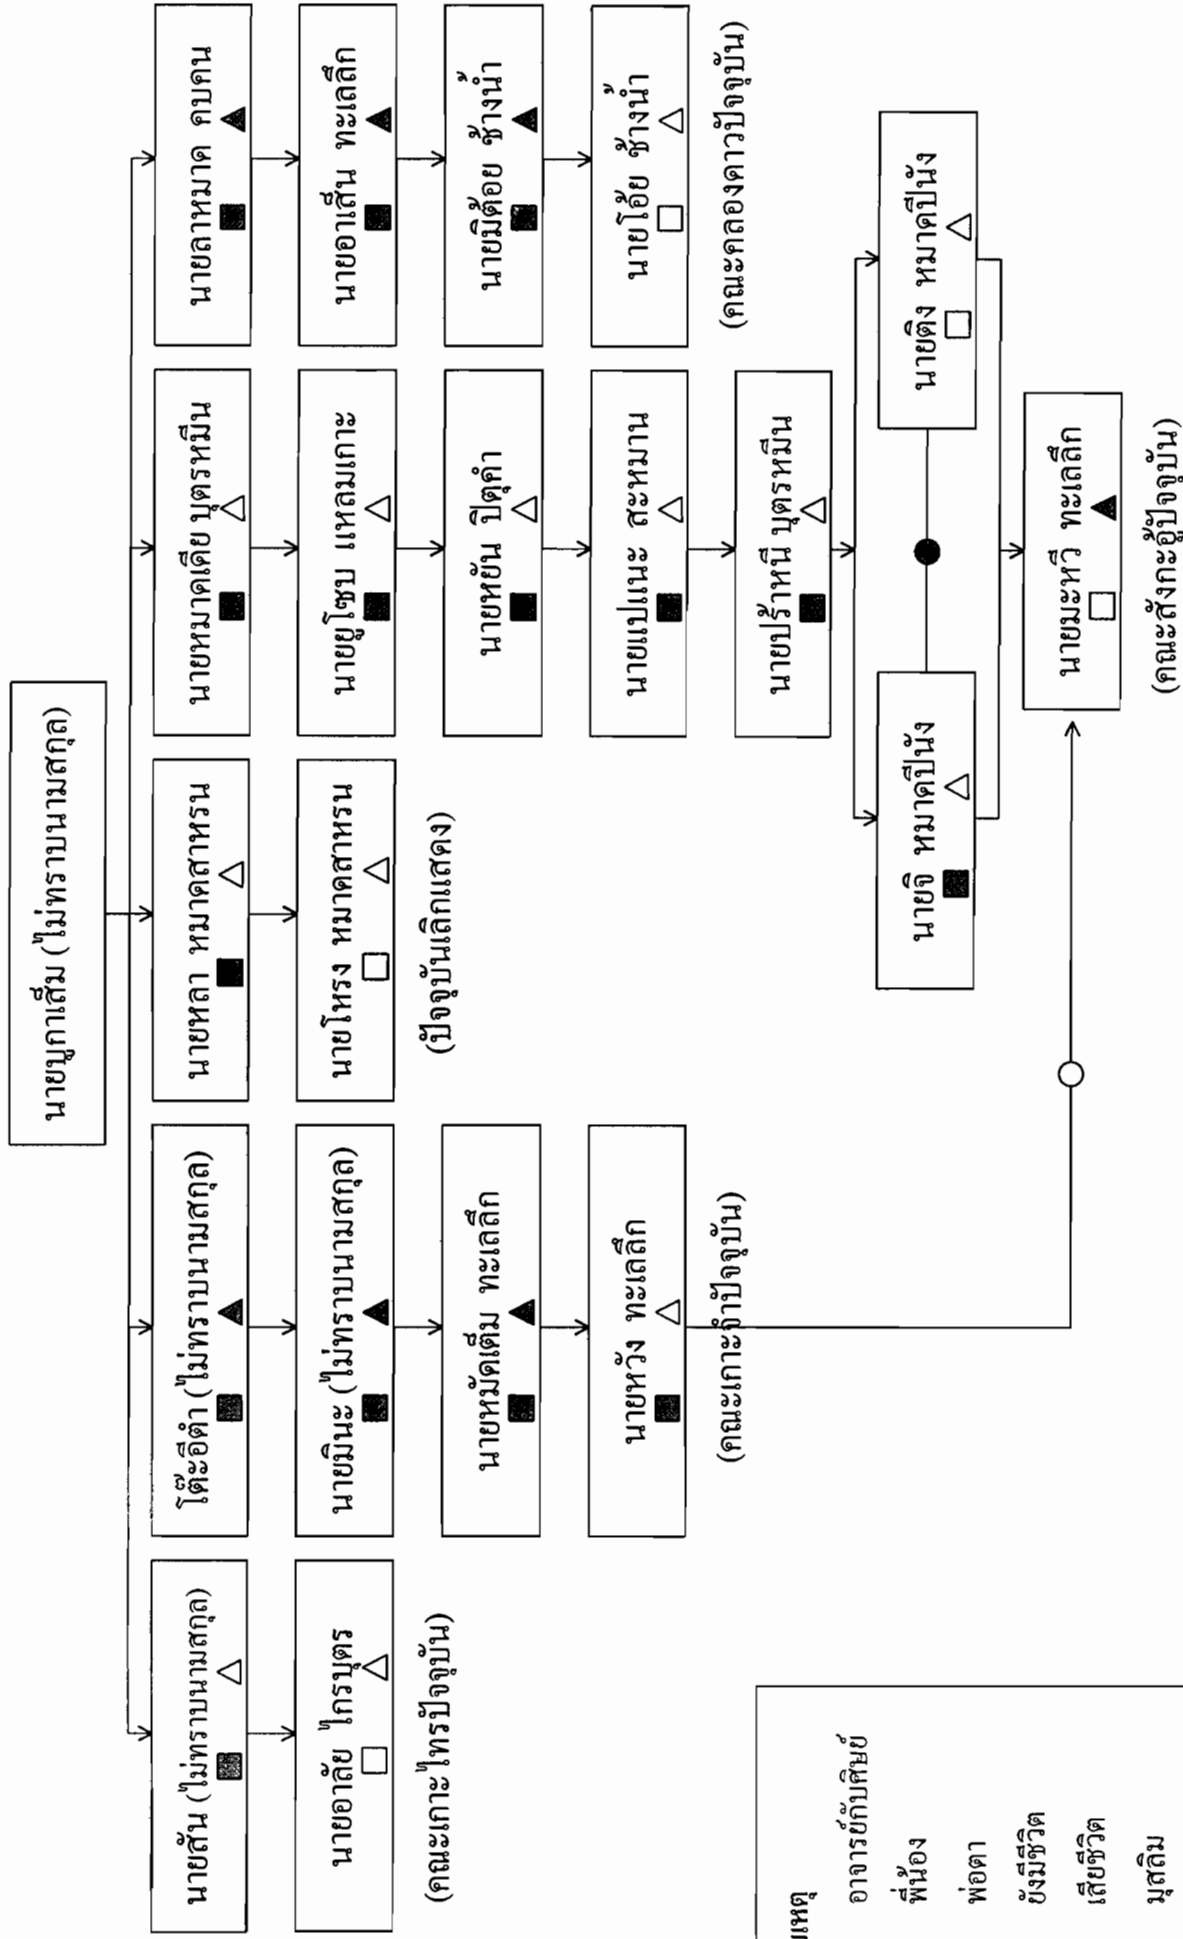 นายบูกาเส็ม (ไม่ทราบนามสกุล)
นายสัน (ไม่ทราบนามสกุล)
โต๊ะอีดำ (ไม่ทราบนามสกุล)
นายหลา หมาดสาหรน
นายหมาดเดีย บุตรหมีน
นายลาหมาด คบคน
นายอาลัย ไกรบุตร
นายมินะ (ไม่ทราบนามสกุล)
นายโหรง หมาดสาหรน
นายยูโซบ แหลมเกาะ
นายอาเส็น ทะเลลึก
(คณะเกาะไทรปัจจุบัน)
(ปัจจุบันเลิกแสดง)
นายหมัดเต็ม ทะเลลึก
นายหยัน ปิตุคำ
นายมิต้อย ช้างน้ำ
นายหวัง ทะเลลึก
นายแปแนะ สะหมาน
นายโอ้ย ช้างน้ำ
(คณะเกาะจำปัจจุบัน)
(คณะคลองดาวปัจจุบัน)
นายปร้าหนี บุตรหมีน
นายจิ หมาดปีนัง
นายติง หมาดปีนัง
นายมะหวี ทะเลลึก
(คณะสังกะอู้ปัจจุบัน)
ยเหตุ
อาจารย์กับศิษย์
พี่น้อง
พ่อตา
ยังมีชีวิต
เสียชีวิต
มุสลิม